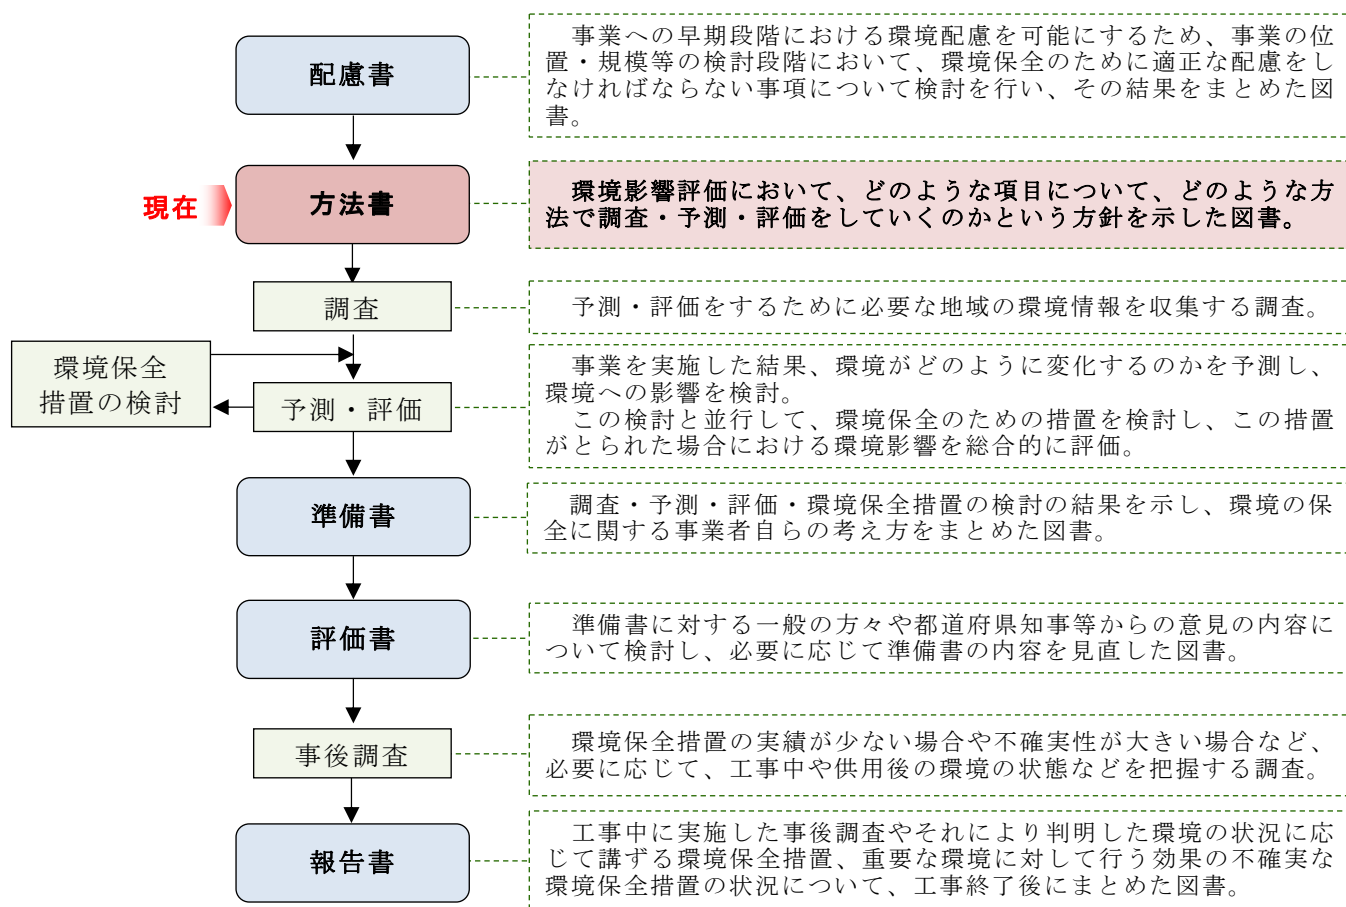 配慮書
　事業への早期段階における環境配慮を可能にするため、事業の位
置・規模等の検討段階において、環境保全のために適正な配慮をし
なければならない事項について検討を行い、その結果をまとめた図
書。
現在
方法書
　環境影響評価において、どのような項目について、どのような方
法で調査・予測・評価をしていくのかという方針を示した図書。
調査
　予測・評価をするために必要な地域の環境情報を収集する調査。
環境保全
措置の検討
予測・評価
　事業を実施した結果、環境がどのように変化するのかを予測し、
環境への影響を検討。
　この検討と並行して、環境保全のための措置を検討し、この措置
がとられた場合における環境影響を総合的に評価。
準備書
　調査・予測・評価・環境保全措置の検討の結果を示し、環境の保
全に関する事業者自らの考え方をまとめた図書。
評価書
　準備書に対する一般の方々や都道府県知事等からの意見の内容に
ついて検討し、必要に応じて準備書の内容を見直した図書。
事後調査
　環境保全措置の実績が少ない場合や不確実性が大きい場合など、
必要に応じて、工事中や供用後の環境の状態などを把握する調査。
報告書
　工事中に実施した事後調査やそれにより判明した環境の状況に応
じて講ずる環境保全措置、重要な環境に対して行う効果の不確実な
環境保全措置の状況について、工事終了後にまとめた図書。